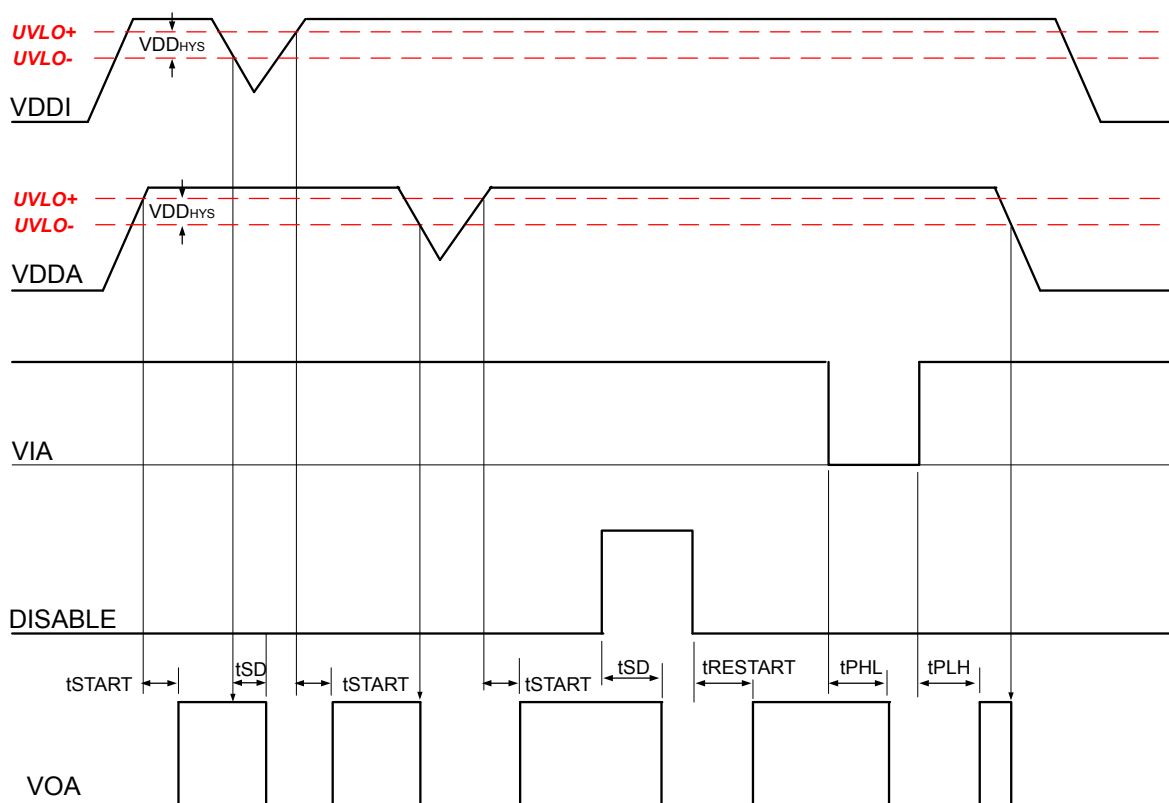 UVLO+
VDDHYS
UVLO-
VDDI
UVLO+
VDDHYS
UVLO-
VDDA
VIA
DISABLE
tSTART
tSD
tSTART
tSTART
tSD
tRESTART
tPHL
tPLH
VOA